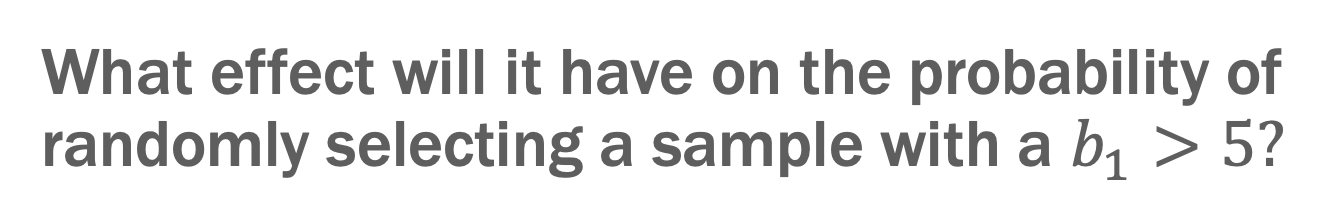 What effect will it have on the probability of
randomly selecting a sample with a b₁ > 5?